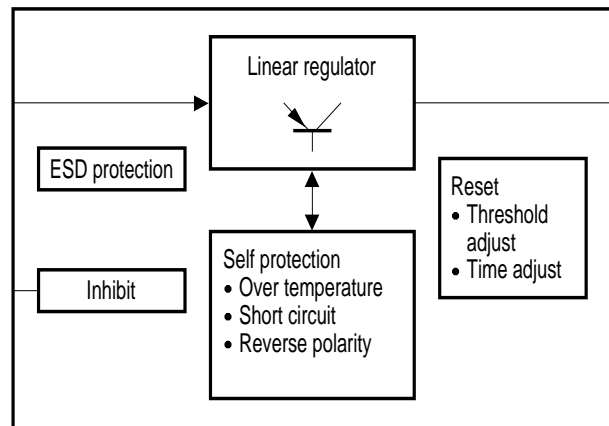 Linear regulator
ESD protection
Reset
• Threshold
adjust
• Time adjust
Self protection
• Over temperature
• Short circuit
• Reverse polarity
Inhibit